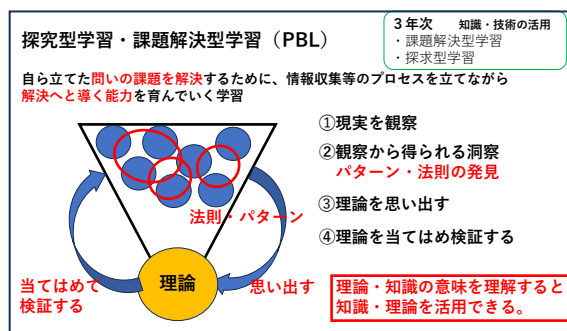 探究型学習・課題解決型学習（PBL）
３年次　知識・技術の活用
・課題解決型学習
・探求型学習
自ら立てた問いの課題を解決するために、情報収集等のプロセスを立てながら
解決へと導く能力を育んでいく学習
①現実を観察
②観察から得られる洞察
パターン・法則の発見
③理論を思い出す
④理論を当てはめ検証する
法則・パターン
理論
当てはめて
検証する
思い出す
理論・知識の意味を理解すると
知識・理論を活用できる。